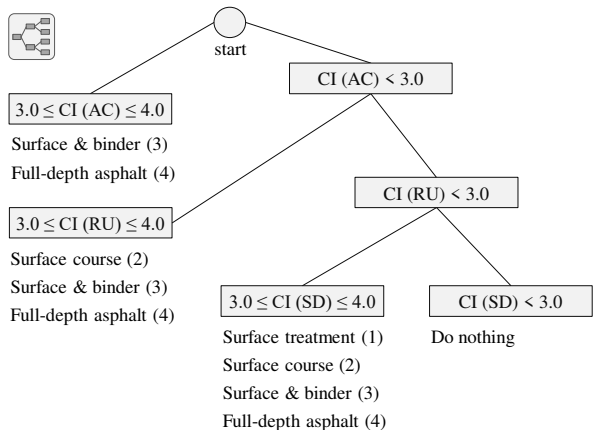 start
CI (AC) < 3.0
3.0 ≤ CI (AC) ≤ 4.0
Surface & binder (3)
Full-depth asphalt (4)
CI (RU) < 3.0
3.0 ≤ CI (RU) ≤ 4.0
Surface course (2)
Surface & binder (3)
Full-depth asphalt (4)
3.0 ≤ CI (SD) ≤ 4.0
Surface treatment (1)
Surface course (2)
Surface & binder (3)
Full-depth asphalt (4)
CI (SD) < 3.0
Do nothing